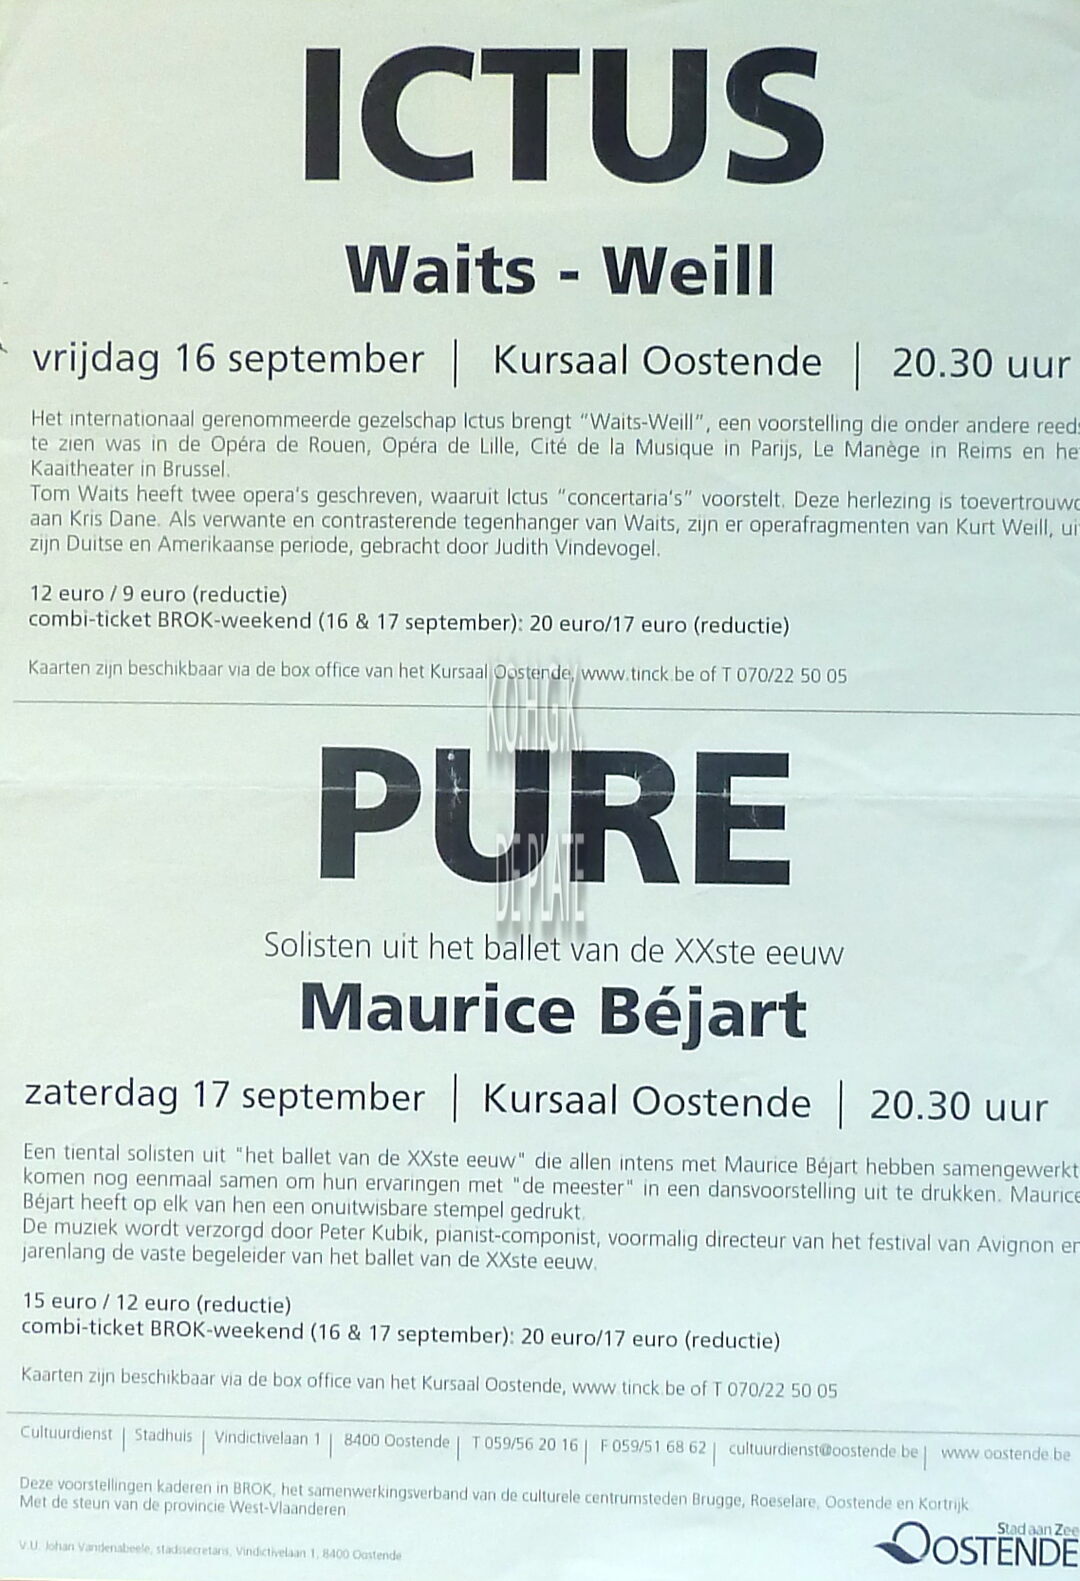 ICTUS
Waits - Weill
vrijdag 16 september | Kursaal Oostende | 20.30 uur
Het internationaal gerenommeerde gezelschap Ictus brengt "Waits-Weill", een voorstelling die onder andere reeds
te zien was in de Opéra de Rouen, Opéra de Lille, Cité de la Musique in Parijs, Le Manège in Reims en het
Kaaitheater in Brussel.
Tom Waits heeft twee opera's geschreven, waaruit Ictus "concertaria's" voorstelt. Deze herlezing is toevertrouwd
aan Kris Dane. Als verwante en contrasterende tegenhanger van Waits, zijn er operafragmenten van Kurt Weill, uit
zijn Duitse en Amerikaanse periode, gebracht door Judith Vindevogel.
12 euro / 9 euro (reductie)
combi-ticket BROK-weekend (16 & 17 september): 20 euro/17 euro (reductie)
Kaarten zijn beschikbaar via de box office van het Kursaal Oostende, www.tinck.be of T 070/22 50 05
K.O.H.G.K.
PURE
DE PLATE
Solisten uit het ballet van de XXste eeuw
Maurice Béjart
zaterdag 17 september | Kursaal Oostende | 20.30 uur
Een tiental solisten uit "het ballet van de XXste eeuw" die allen intens met Maurice Béjart hebben samengewerkt
komen nog eenmaal samen om hun ervaringen met "de meester" in een dansvoorstelling uit te drukken. Maurice
Béjart heeft op elk van hen een onuitwisbare stempel gedrukt.
De muziek wordt verzorgd door Peter Kubik, pianist-componist, voormalig directeur van het festival van Avignon en
jarenlang de vaste begeleider van het ballet van de XXste eeuw.
15 euro / 12 euro (reductie)
combi-ticket BROK-weekend (16 & 17 september): 20 euro/17 euro (reductie)
Kaarten zijn beschikbaar via de box office van het Kursaal Oostende, www.tinck.be of T 070/22 50 05
Cultuurdienst | Stadhuis | Vindictivelaan 1 | 8400 Oostende | T 059/56 20 16 | F 059/51 68 62 | cultuurdienst@oostende.be | www.oostende.be
Deze voorstellingen kaderen in BROK, het samenwerkingsverband van de culturele centrumsteden Brugge, Roeselare, Oostende en Kortrijk
Met de steun van de provincie West-Vlaanderen
V.U. Johan Vandenabeele, stadssecretaris, Vindictivelaan 1, 8400 Oostende
Stad aan Zee
OOSTENDE